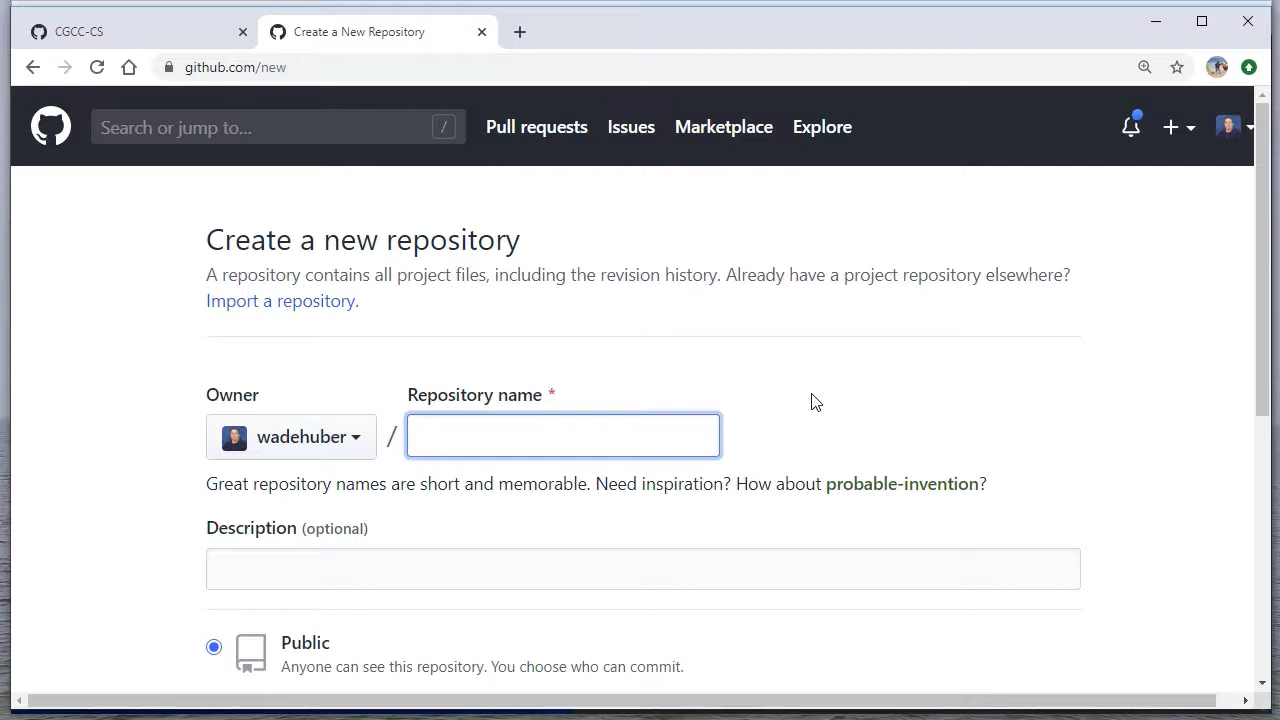 CGCC-CS
Create a New Repository
github.com/new
Search or jump to... /
Pull requests
Issues
Marketplace
Explore
Create a new repository
A repository contains all project files, including the revision history. Already have a project repository elsewhere?
Import a repository.
Owner
Repository name *
wadehuber
/
Great repository names are short and memorable. Need inspiration? How about probable-invention?
Description (optional)
Public
Anyone can see this repository. You choose who can commit.